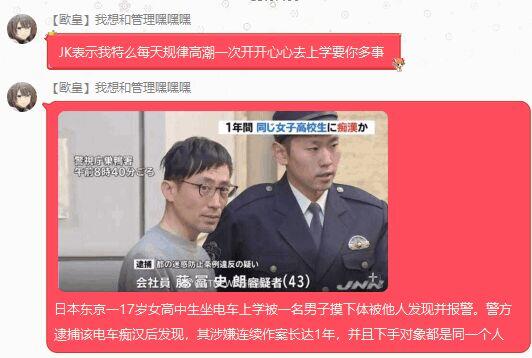 【歐皇】我想和管理嘿嘿嘿
JK表示我特么每天规律高潮一次开开心心去上学要你多事
【歐皇】我想和管理嘿嘿嘿
1年間 同じ女子高校生に痴漢か
警視庁巣鴨署
午前8時40分ごろ
逮捕 都の迷惑防止条例違反の疑い
会社員 藤冨史朗容疑者(43)
JNN
日本东京一17岁女高中生坐电车上学被一名男子摸下体被他人发现并报警。警方
逮捕该电车痴汉后发现，其涉嫌连续作案长达1年，并且下手对象都是同一个人